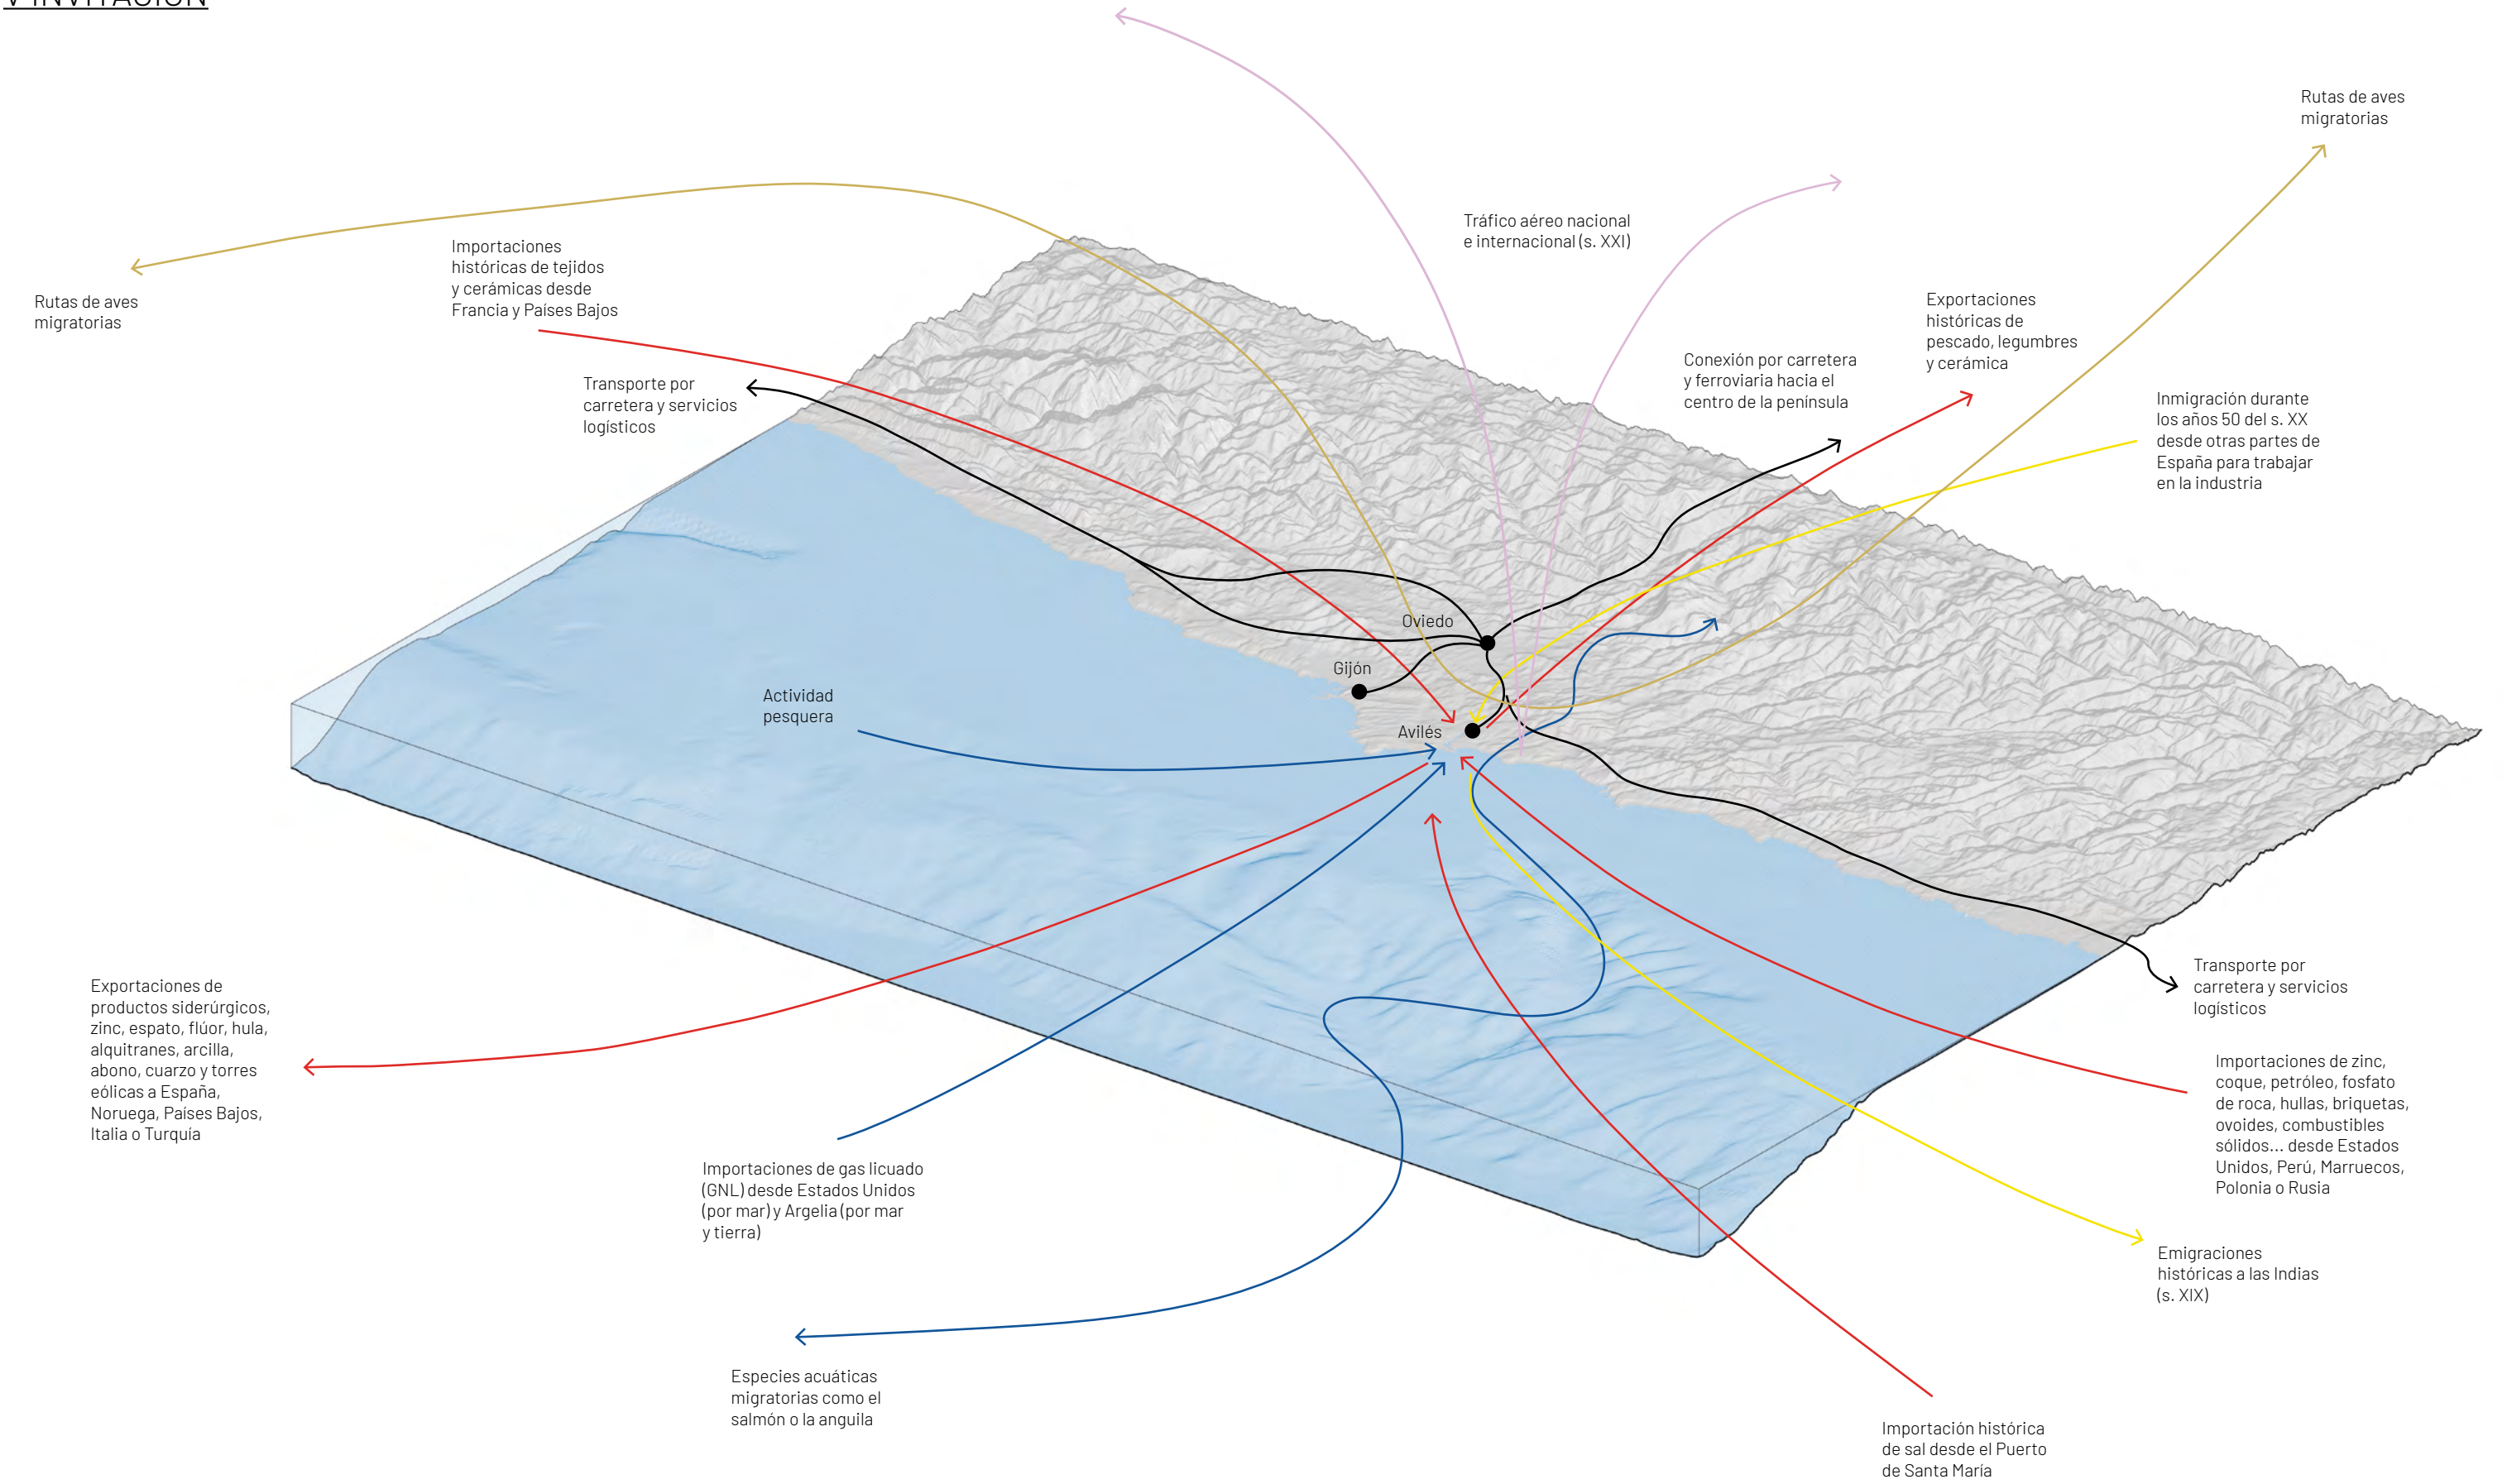 V INVITACIÓN
Rutas de aves
migratorias
Tráfico aéreo nacional
e internacional (s. XXI)
Importaciones
históricas de tejidos
y cerámicas desde
Francia y Países Bajos
Rutas de aves
migratorias
Exportaciones
históricas de
pescado, legumbres
y cerámica
Conexión por carretera
y ferroviaria hacia el
centro de la península
Transporte por
carretera y servicios
logísticos
Inmigración durante
los años 50 del s. XX
desde otras partes de
España para trabajar
en la industria
Oviedo
Gijón
Avilés
Actividad
pesquera
Transporte por
carretera y servicios
logísticos
Exportaciones de
productos siderúrgicos,
zinc, espato, flúor, hula,
alquitranes, arcilla,
abono, cuarzo y torres
eólicas a España,
Noruega, Países Bajos,
Italia o Turquía
Importaciones de zinc,
coque, petróleo, fosfato
de roca, hullas, briquetas,
ovoides, combustibles
sólidos... desde Estados
Unidos, Perú, Marruecos,
Polonia o Rusia
Importaciones de gas licuado
(GNL) desde Estados Unidos
(por mar) y Argelia (por mar
y tierra)
Emigraciones
históricas a las Indias
(s. XIX)
Especies acuáticas
migratorias como el
salmón o la anguila
Importación histórica
de sal desde el Puerto
de Santa María